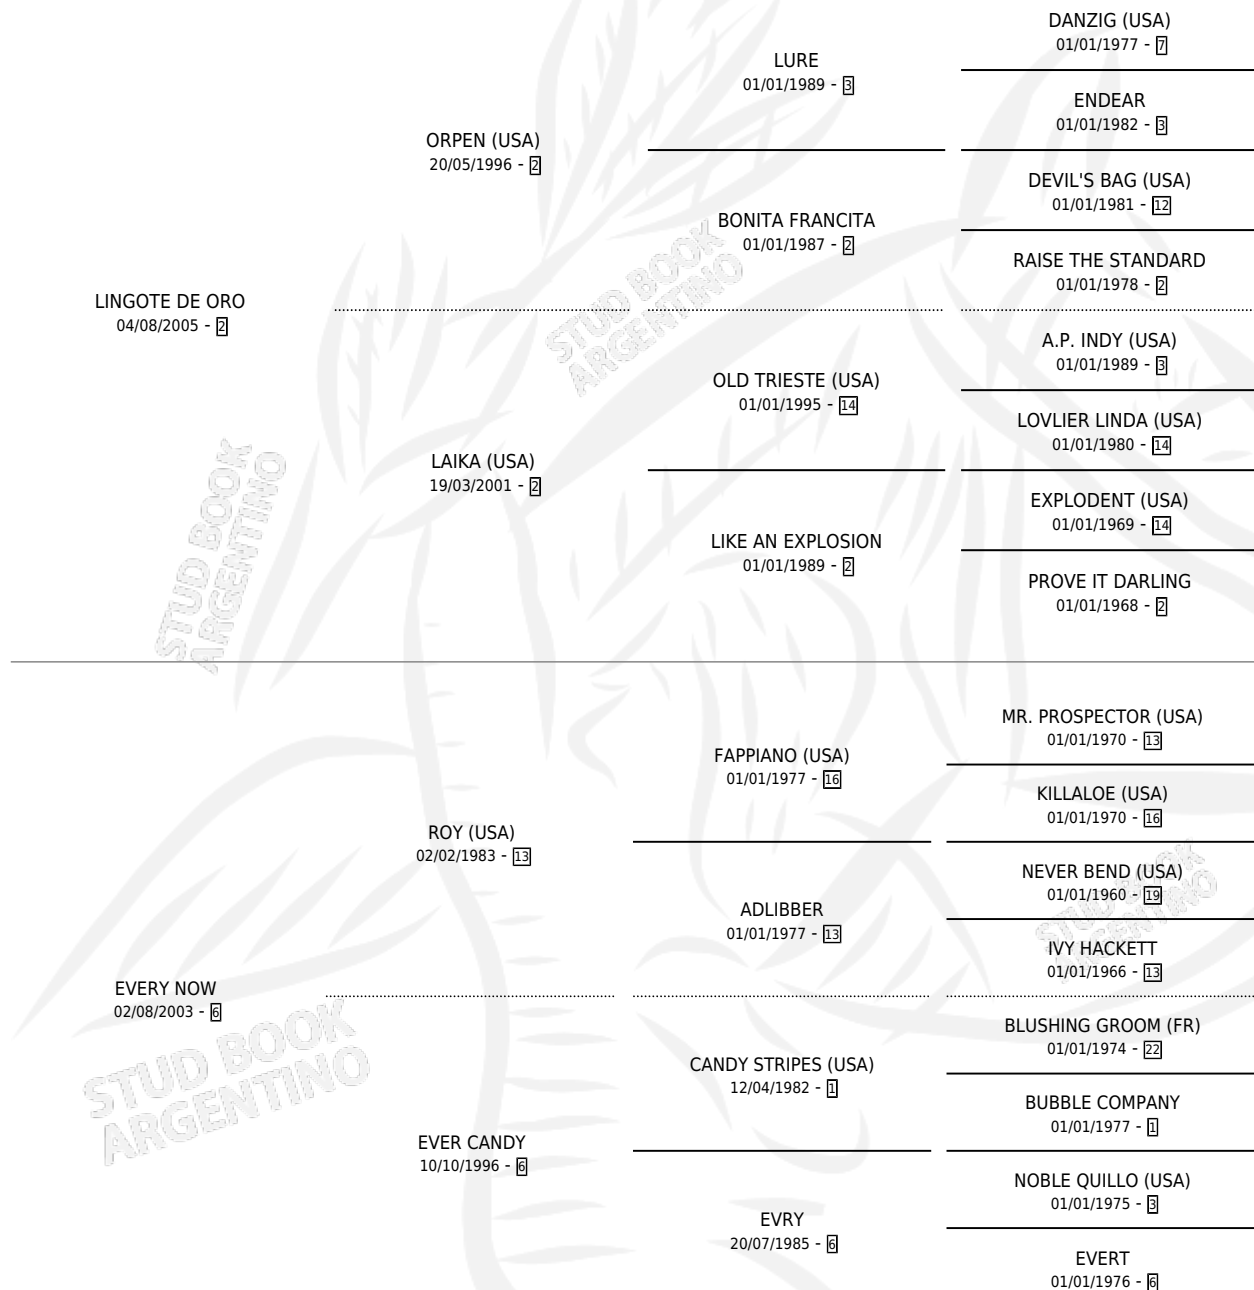 DANZIG (USA)
01/01/1977 - 7
LURE
01/01/1989 - 3
ENDEAR
01/01/1982 - 3
ORPEN (USA)
20/05/1996 - 2
DEVIL'S BAG (USA)
01/01/1981 - 12
BONITA FRANCITA
01/01/1987 - 2
RAISE THE STANDARD
01/01/1978 - 2
LINGOTE DE ORO
04/08/2005 - 2
STUD BOOK
ARGENTINO
A.P. INDY (USA)
01/01/1989 - 3
OLD TRIESTE (USA)
01/01/1995 - 14
LOVLIER LINDA (USA)
01/01/1980 - 14
LAIKA (USA)
19/03/2001 - 2
EXPLODENT (USA)
01/01/1969 - 14
LIKE AN EXPLOSION
01/01/1989 - 2
PROVE IT DARLING
01/01/1968 - 2
STUD BOOK
ARGENTINO
MR. PROSPECTOR (USA)
01/01/1970 - 13
FAPPIANO (USA)
01/01/1977 - 16
KILLALOE (USA)
01/01/1970 - 16
ROY (USA)
02/02/1983 - 13
NEVER BEND (USA)
01/01/1960 - 19
ADLIBBER
01/01/1977 - 13
STUD BOOK
ARGENTINO
IVY HACKETT
01/01/1966 - 13
EVERY NOW
02/08/2003 - 6
STUD BOOK
ARGENTINO
BLUSHING GROOM (FR)
01/01/1974 - 22
CANDY STRIPES (USA)
12/04/1982 - 1
BUBBLE COMPANY
01/01/1977 - 1
EVER CANDY
10/10/1996 - 6
NOBLE QUILLO (USA)
01/01/1975 - 3
EVRY
20/07/1985 - 6
EVERT
01/01/1976 - 6